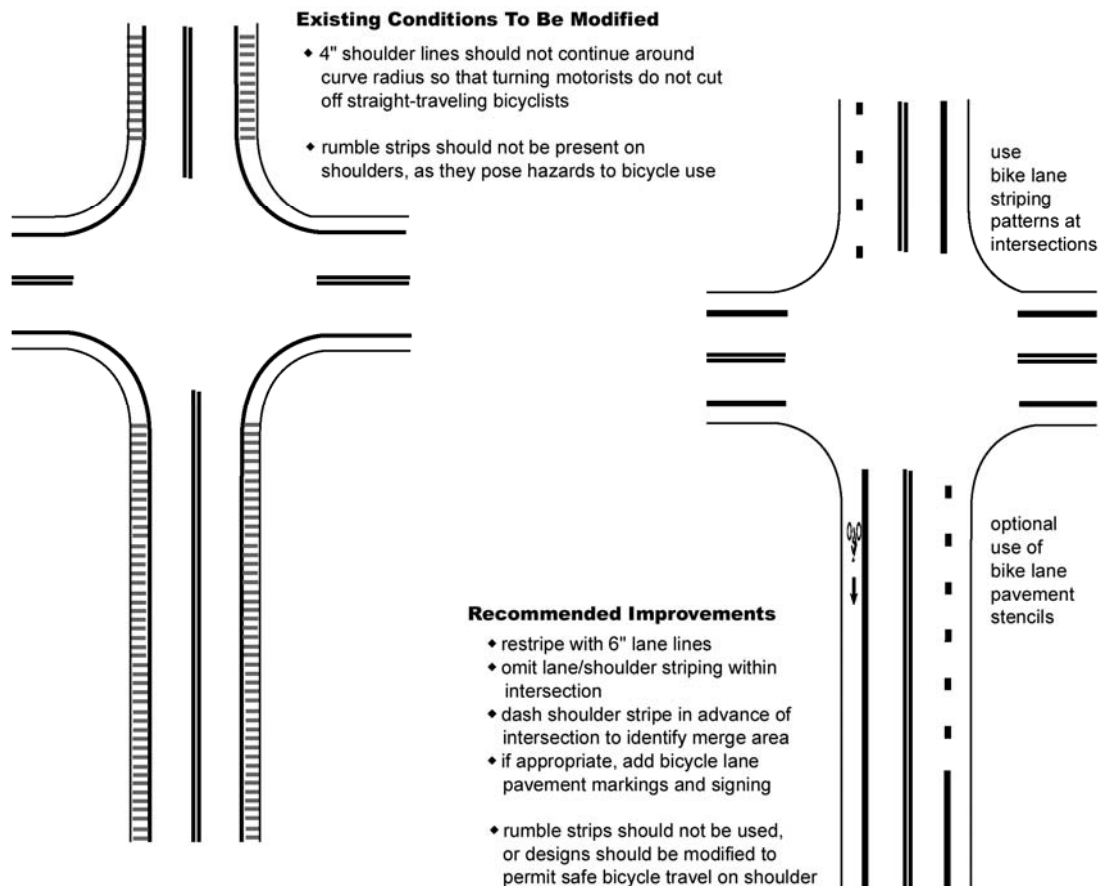 Existing Conditions To Be Modified
◆ 4" shoulder lines should not continue around
curve radius so that turning motorists do not cut
off straight-traveling bicyclists
◆ rumble strips should not be present on
shoulders, as they pose hazards to bicycle use
use
bike lane
striping
patterns at
intersections
optional
use of
bike lane
pavement
stencils
Recommended Improvements
◆ restripe with 6" lane lines
◆ omit lane/shoulder striping within
intersection
◆ dash shoulder stripe in advance of
intersection to identify merge area
◆ if appropriate, add bicycle lane
pavement markings and signing
◆ rumble strips should not be used,
or designs should be modified to
permit safe bicycle travel on shoulder